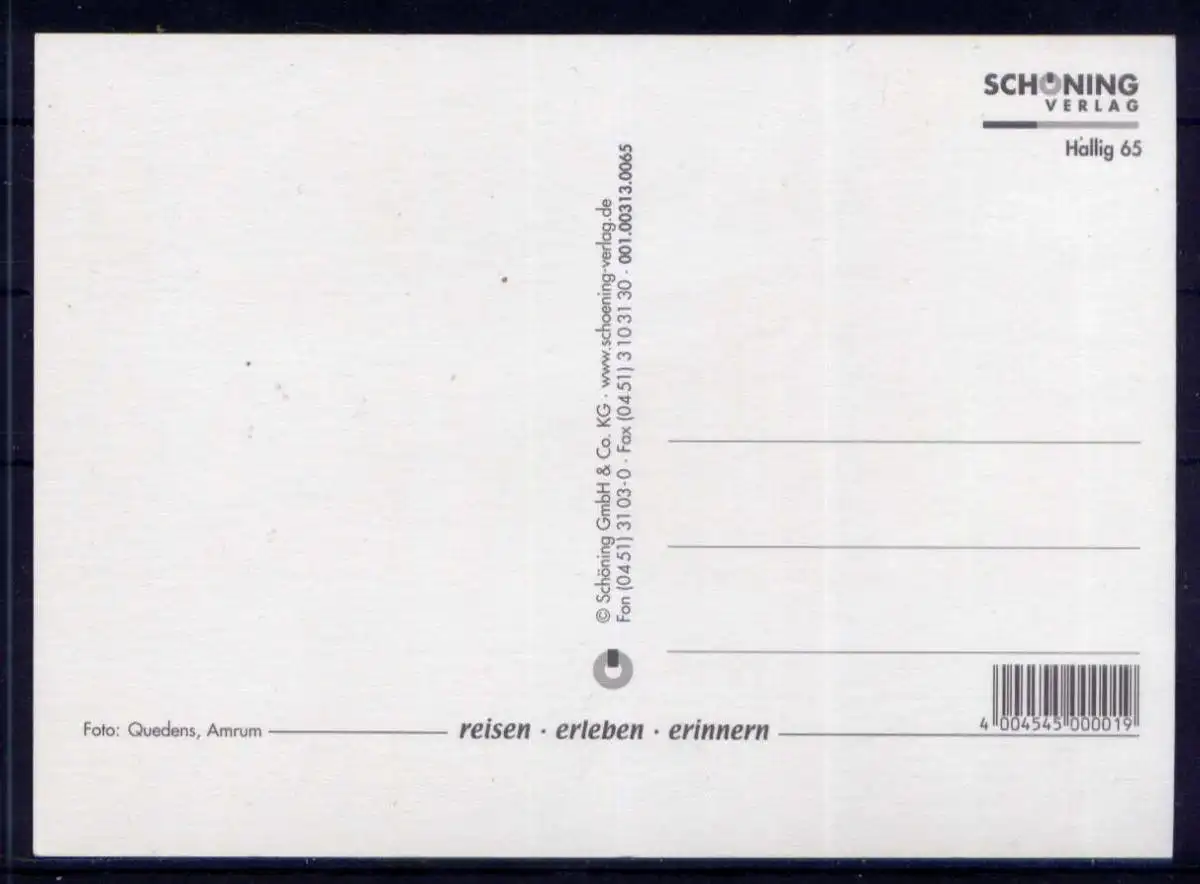 SCHÖNING
VERLAG
Hallig 65
© Schöning GmbH & Co. KG · www.schoening-verlag.de
Fon (04 51) 31 03-0 · Fax (04 51) 3 10 31 30 · 001.00313.0065
Foto: Quedens, Amrum
reisen · erleben · erinnern
4 004545 000019